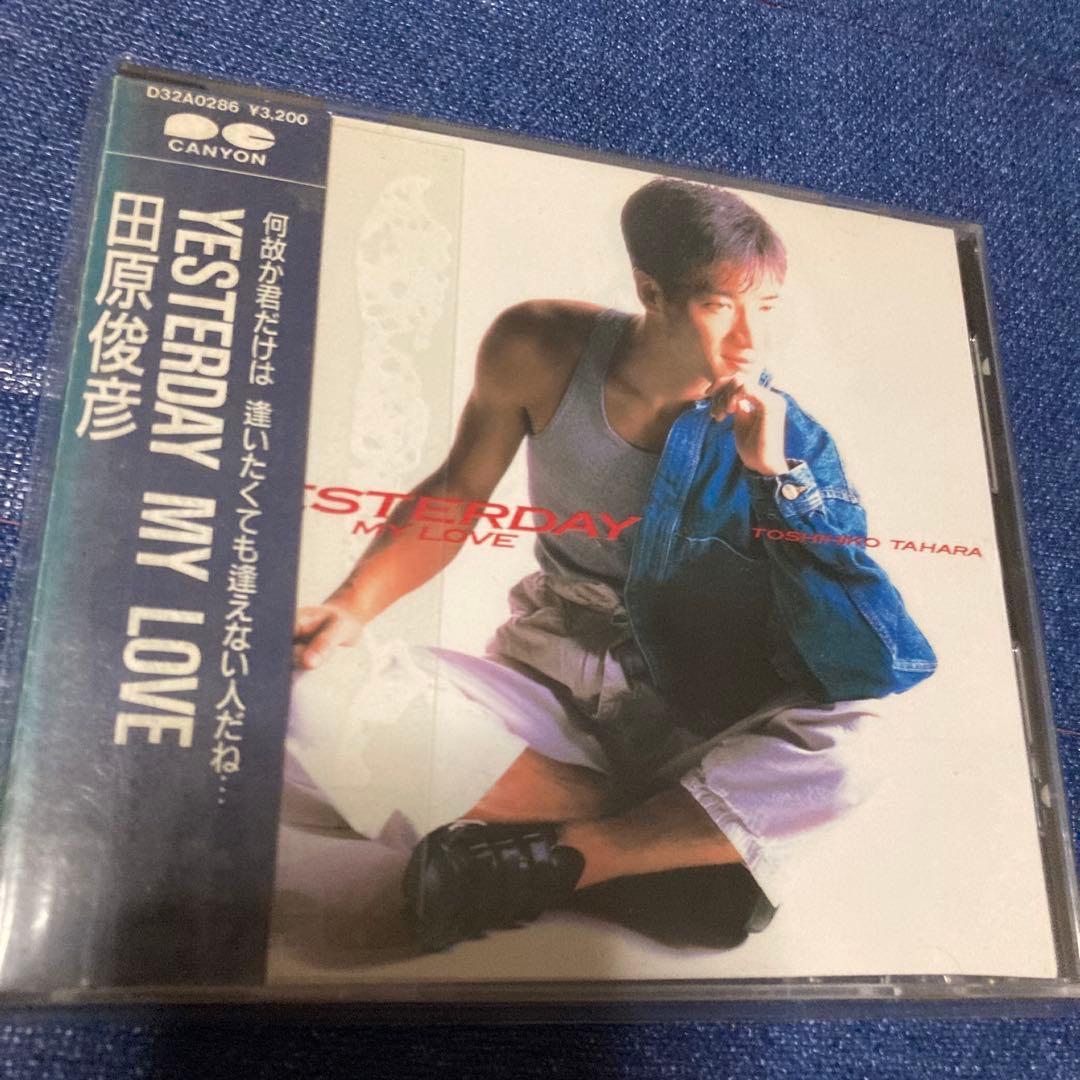 D32A0286 ¥3,200
CANYON
何故か君だけは 逢いたくても逢えない人だね…
YESTERDAY MY LOVE
田原俊彦
ESTERDAY
MY LOVE
TOSHIHIKO TAHARA